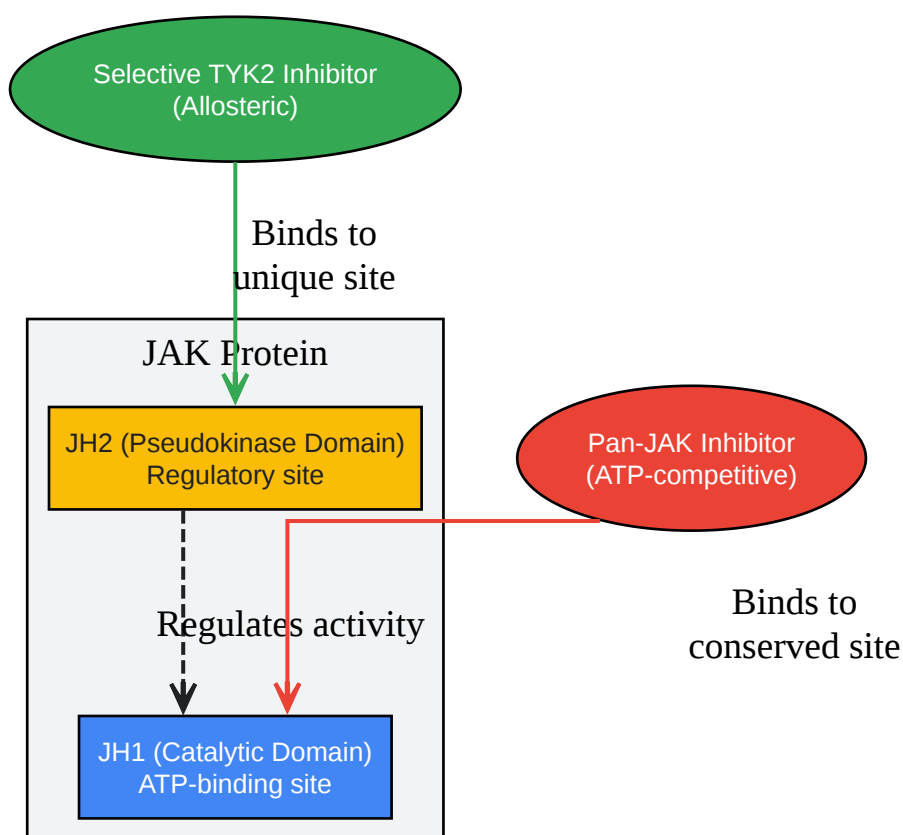 Selective TYK2 Inhibitor
(Allosteric)
Binds to
unique site
JAK Protein
JH2 (Pseudokinase Domain)
Regulatory site
Pan-JAK Inhibitor
(ATP-competitive)
Regulates activity
Binds to
conserved site
JH1 (Catalytic Domain)
ATP-binding site